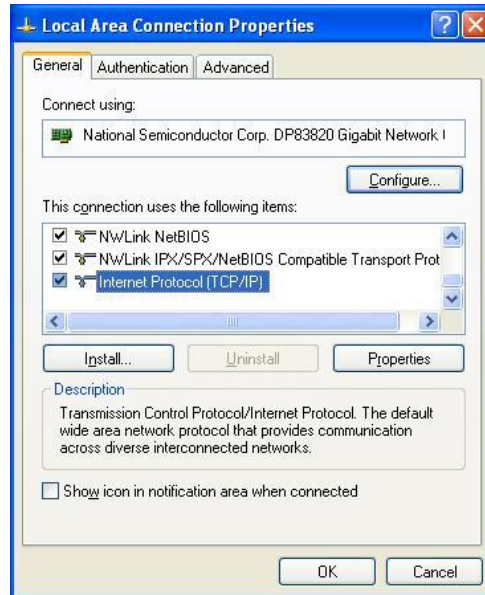 Local Area Connection Properties
General Authentication Advanced
Connect using:
National Semiconductor Corp. DP83820 Gigabit Network
Configure...
This connection uses the following items:
NWLink NetBIOS
NWLink IPX/SPX/NetBIOS Compatible Transport Prot
Internet Protocol (TCP/IP)
Install... Uninstall Properties
Description
Transmission Control Protocol/Internet Protocol. The default
wide area network protocol that provides communication
across diverse interconnected networks.
Show icon in notification area when connected
OK Cancel